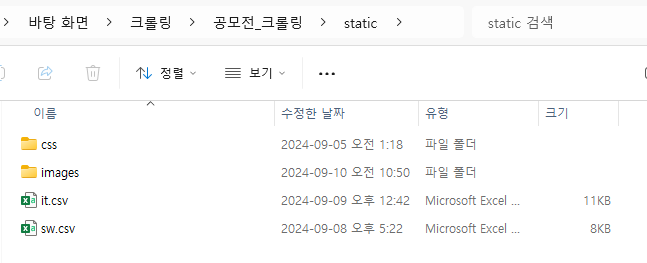 바탕 화면 > 크롤링 > 공모전_크롤링 > static >
static 검색
정렬 보기 ...
이름 수정한 날짜 유형 크기
css 2024-09-05 오전 1:18 파일 폴더
images 2024-09-10 오전 10:50 파일 폴더
it.csv 2024-09-09 오후 12:42 Microsoft Excel ... 11KB
sw.csv 2024-09-08 오후 5:22 Microsoft Excel ... 8KB